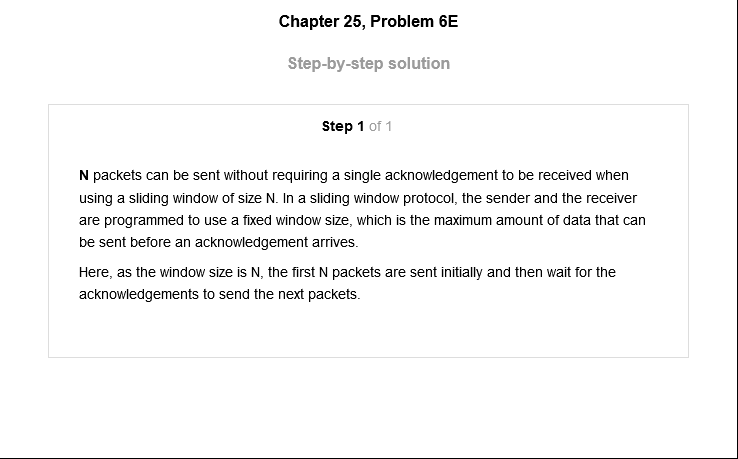 Chapter 25, Problem 6E
Step-by-step solution
Step 1 of 1
N packets can be sent without requiring a single acknowledgement to be received when
using a sliding window of size N. In a sliding window protocol, the sender and the receiver
are programmed to use a fixed window size, which is the maximum amount of data that can
be sent before an acknowledgement arrives.
Here, as the window size is N, the first N packets are sent initially and then wait for the
acknowledgements to send the next packets.